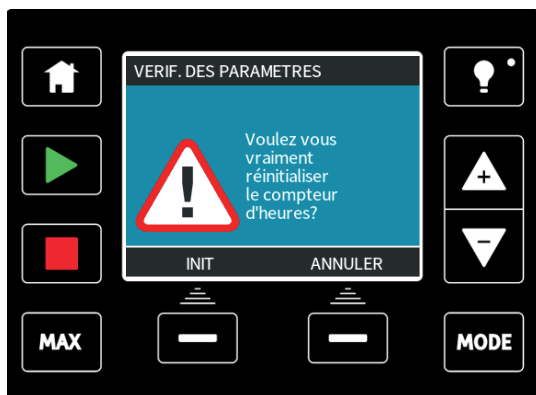 VERIF. DES PARAMETRES
Voulez vous
vraiment
réinitialiser
le compteur
d'heures?
INIT ANNULER
MAX
MODE